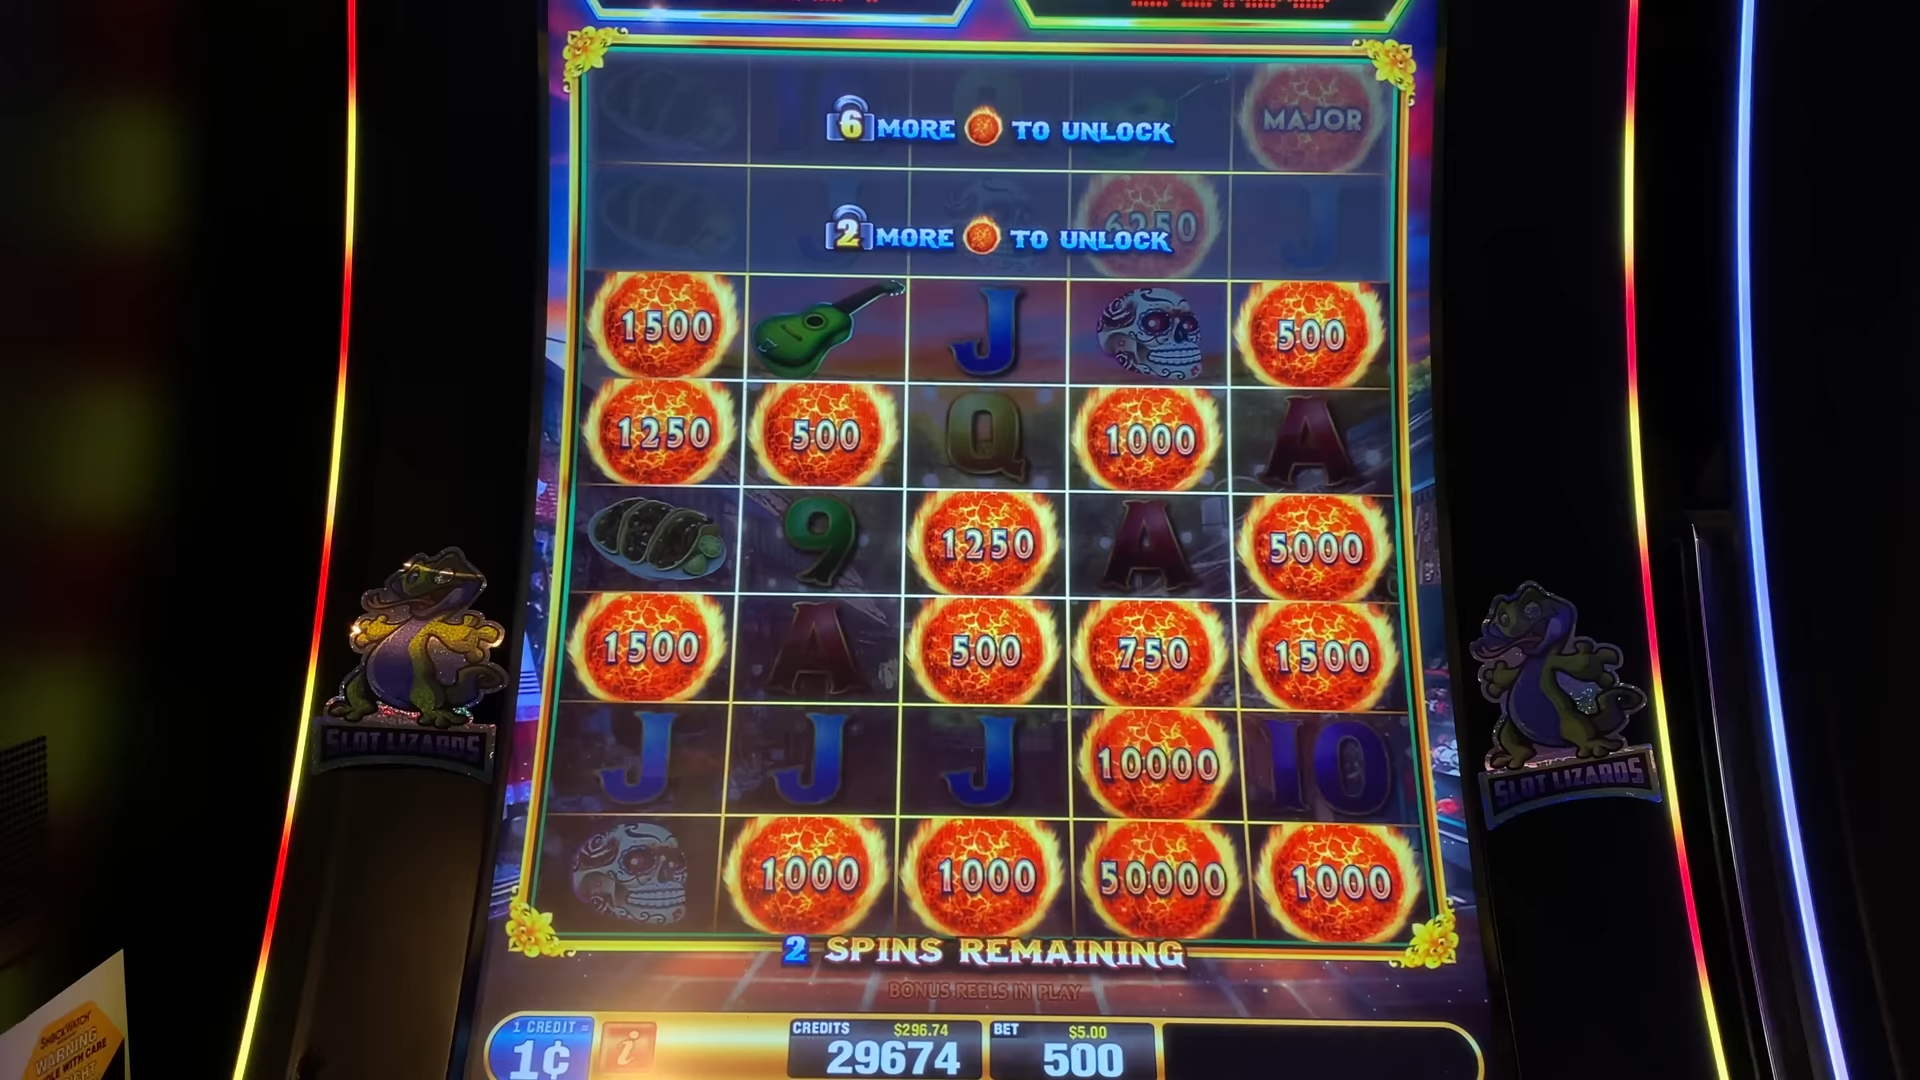 6 MORE TO UNLOCK
MAJOR
2 MORE TO UNLOCK
6250
J
1500
J
500
1250
500
Q
1000
A
9
1250
A
5000
1500
A
500
750
1500
J
J
J
10000
10
1000
1000
50000
1000
2 SPINS REMAINING
BONUS REELS IN PLAY
1 CREDIT =
1¢
i
CREDITS $296.74
29674
BET $5.00
500
SLOT LIZARDS
SLOT LIZARDS
SHOCKWATCH
WARNING